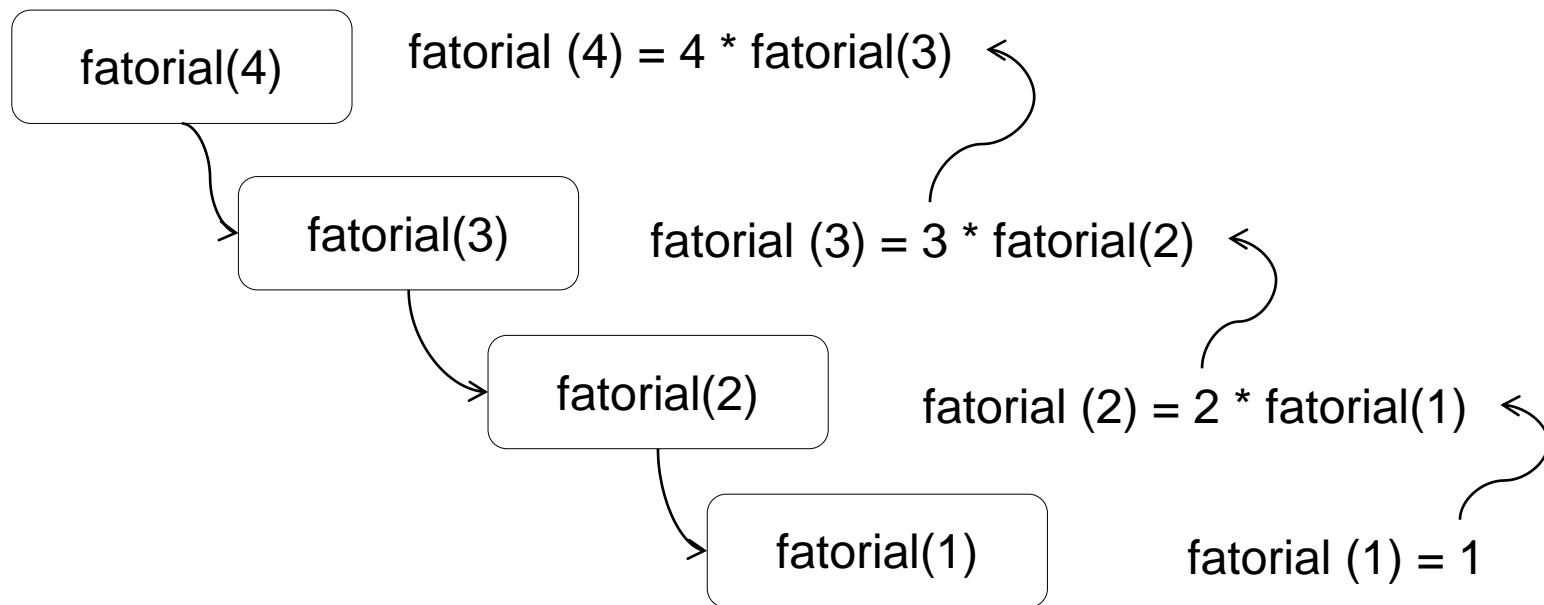 fatorial(4)
fatorial (4) = 4 * fatorial(3)
fatorial(3)
fatorial (3) = 3 * fatorial(2)
fatorial(2)
fatorial (2) = 2 * fatorial(1)
fatorial(1)
fatorial (1) = 1